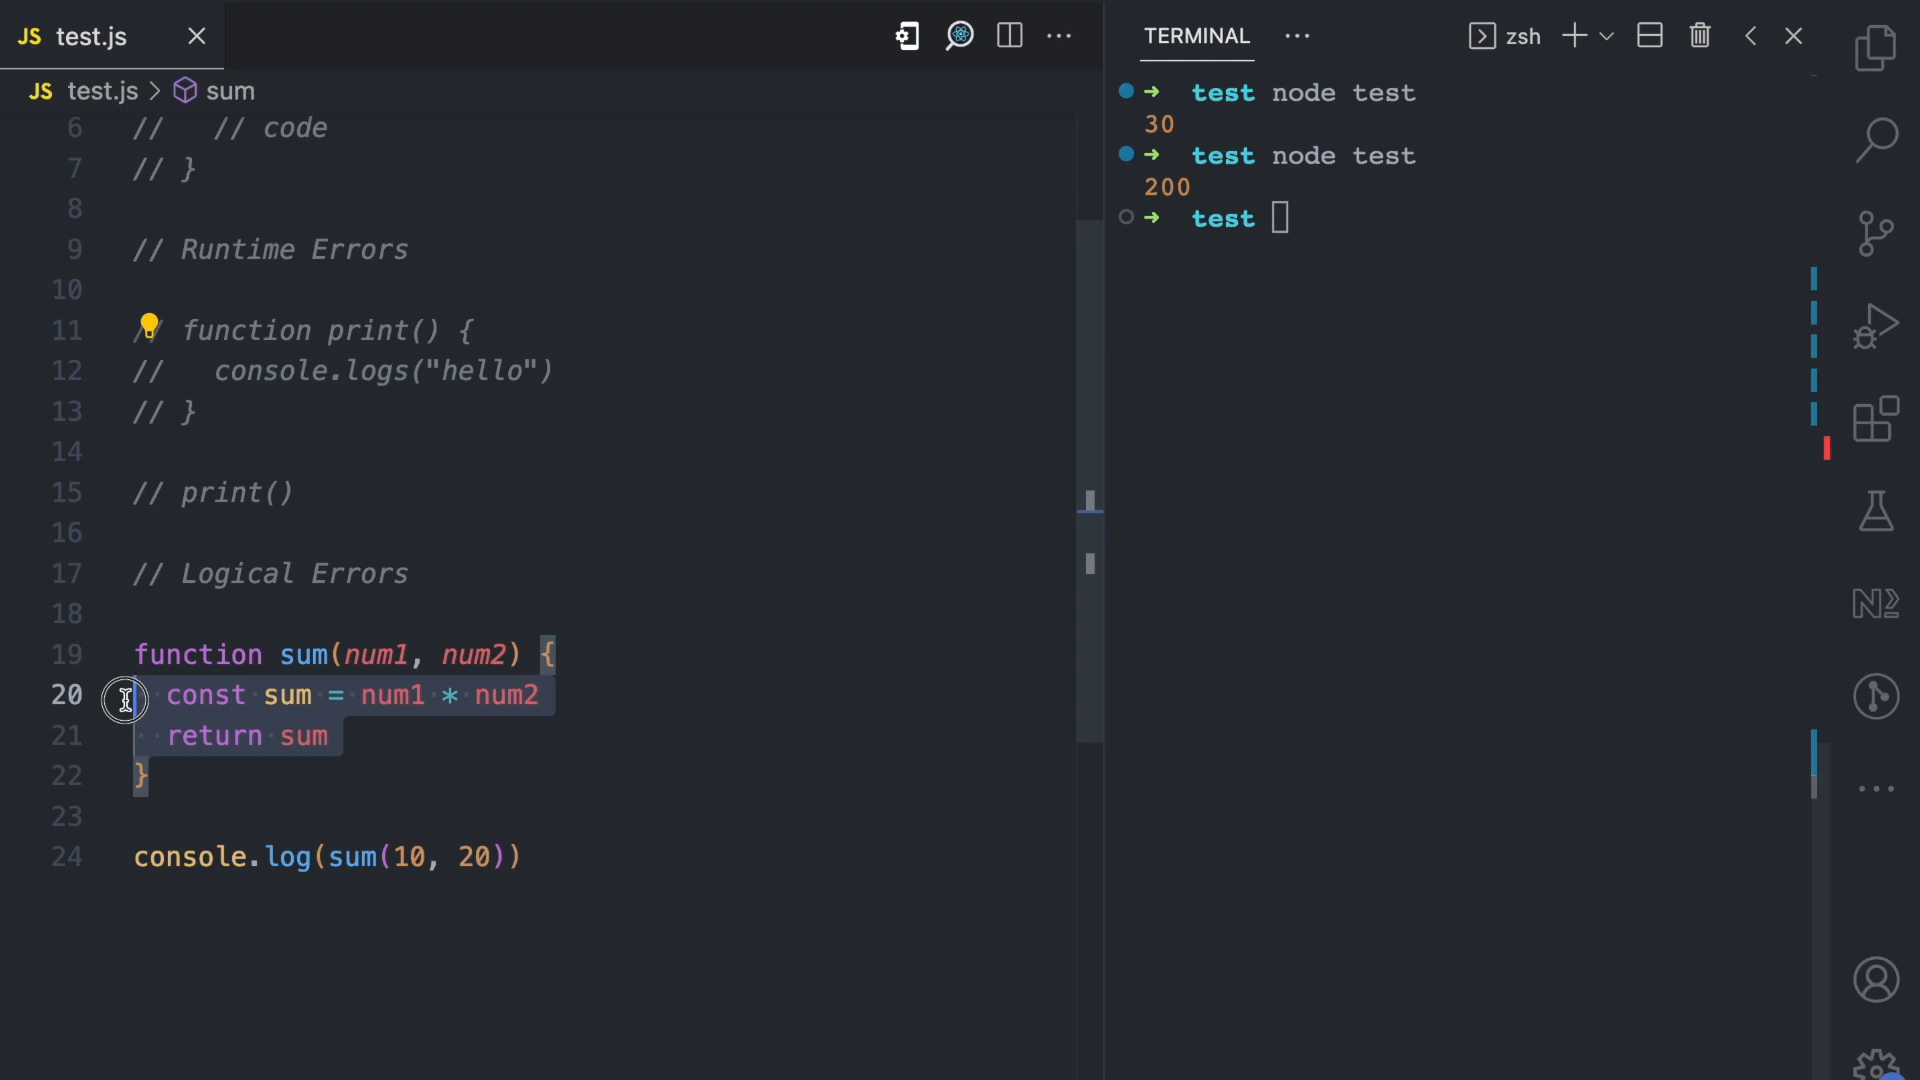 JS test.js
JS test.js > sum
6 //   // code
7 // }
8
9 // Runtime Errors
10
11 // function print() {
12 //   console.logs("hello")
13 // }
14
15 // print()
16
17 // Logical Errors
18
19 function sum(num1, num2) {
20   const sum = num1 * num2
21   return sum
22 }
23
24 console.log(sum(10, 20))
TERMINAL
zsh
➜ test node test
30
➜ test node test
200
➜ test